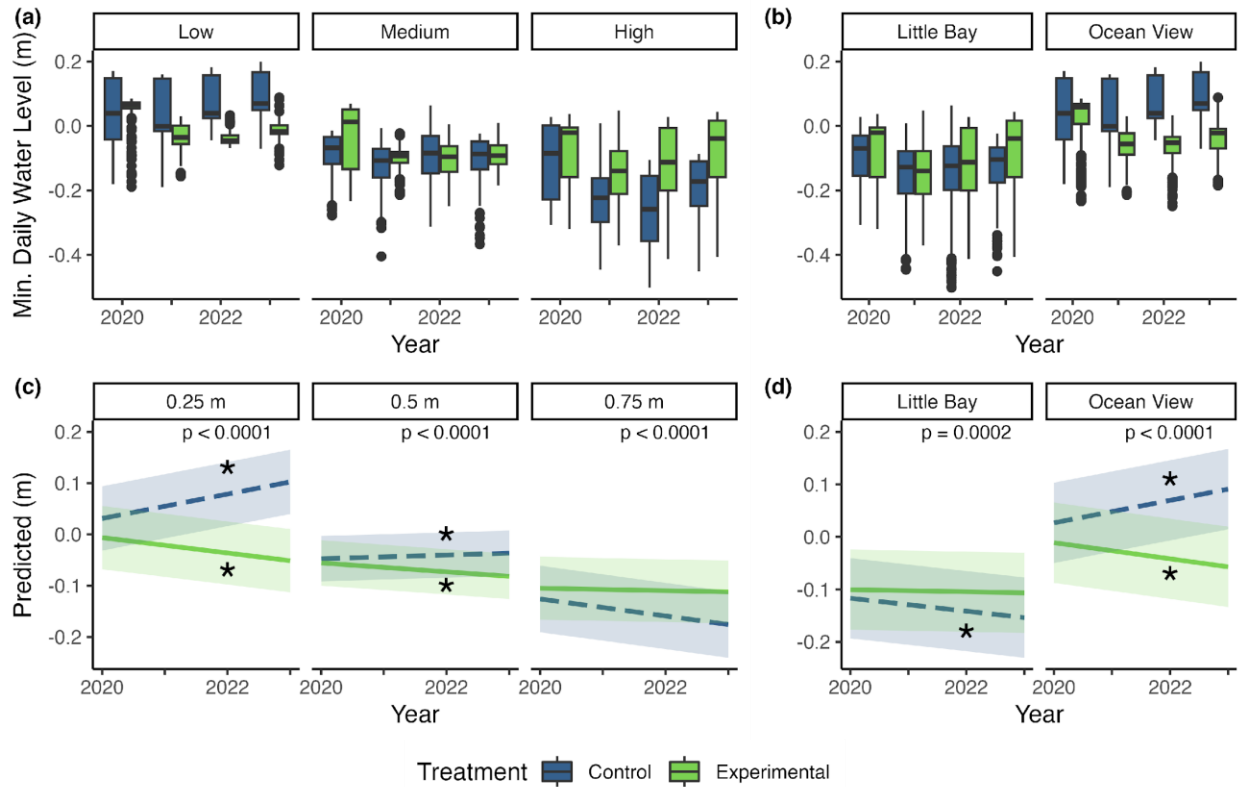 (a)
Low
Medium
High
(b)
Little Bay
Ocean View
Min. Daily Water Level (m)
0.2
0.0
-0.2
-0.4
0.2
0.0
-0.2
-0.4
2020
2022
2020
2022
2020
2022
2020
2022
2020
2022
Year
Year
(c)
0.25 m
0.5 m
0.75 m
(d)
Little Bay
Ocean View
p < 0.0001
p < 0.0001
p < 0.0001
p = 0.0002
p < 0.0001
Predicted (m)
0.2
0.1
0.0
-0.1
-0.2
0.2
0.1
0.0
-0.1
-0.2
*
*
*
*
*
*
*
2020
2022
2020
2022
2020
2022
2020
2022
2020
2022
Year
Year
Treatment Control Experimental